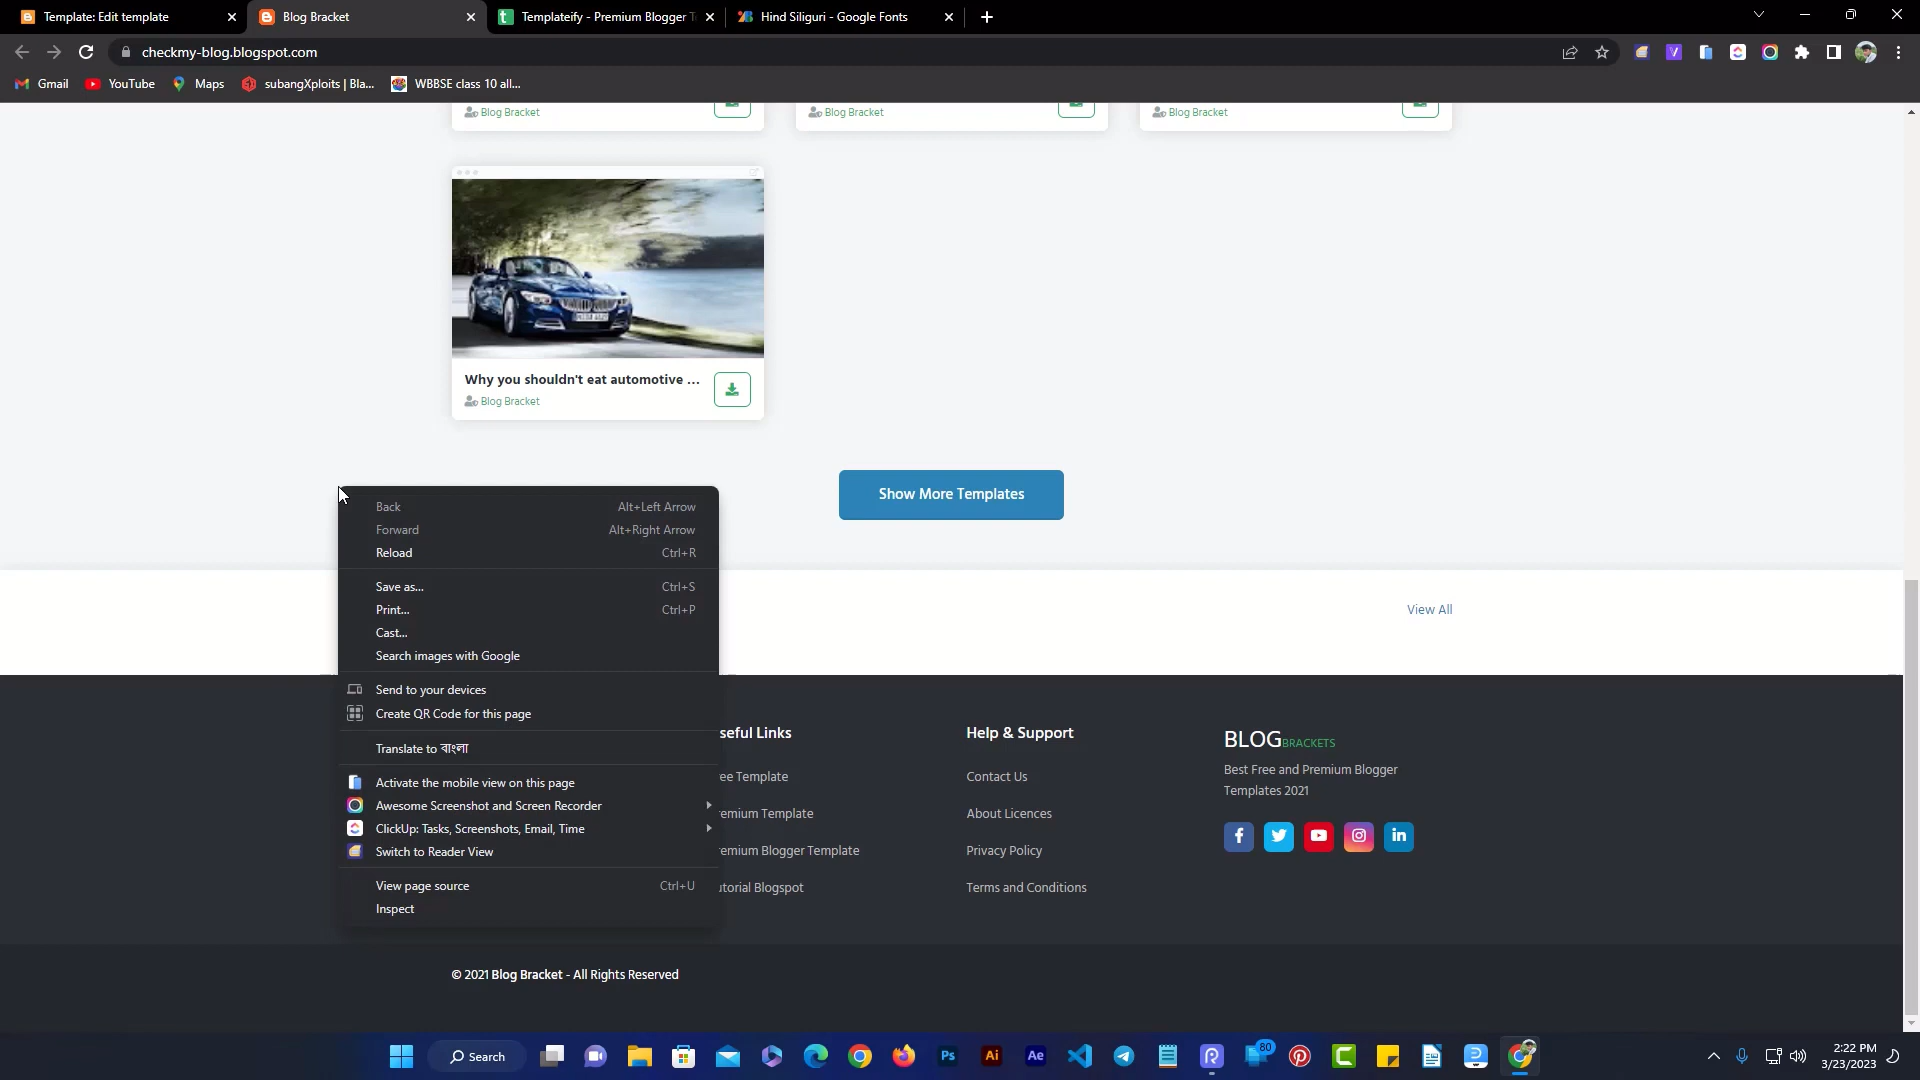 Template: Edit template
Blog Bracket
Templateify - Premium Blogger T
Hind Siliguri - Google Fonts
checkmy-blog.blogspot.com
Gmail
YouTube
Maps
subangXploits | Bla...
WBBSE class 10 all...
Blog Bracket
Blog Bracket
Blog Bracket
Why you shouldn't eat automotive ...
Blog Bracket
Show More Templates
Back Alt+Left Arrow
Forward Alt+Right Arrow
Reload Ctrl+R
Save as... Ctrl+S
Print... Ctrl+P
Cast...
Search images with Google
Send to your devices
Create QR Code for this page
Translate to বাংলা
Activate the mobile view on this page
Awesome Screenshot and Screen Recorder
ClickUp: Tasks, Screenshots, Email, Time
Switch to Reader View
View page source Ctrl+U
Inspect
View All
seful Links
ee Template
remium Template
remium Blogger Template
utorial Blogspot
Help & Support
Contact Us
About Licences
Privacy Policy
Terms and Conditions
BLOGBRACKETS
Best Free and Premium Blogger
Templates 2021
© 2021 Blog Bracket - All Rights Reserved
Search
Ps
Ai
Ae
80
2:22 PM
3/23/2023